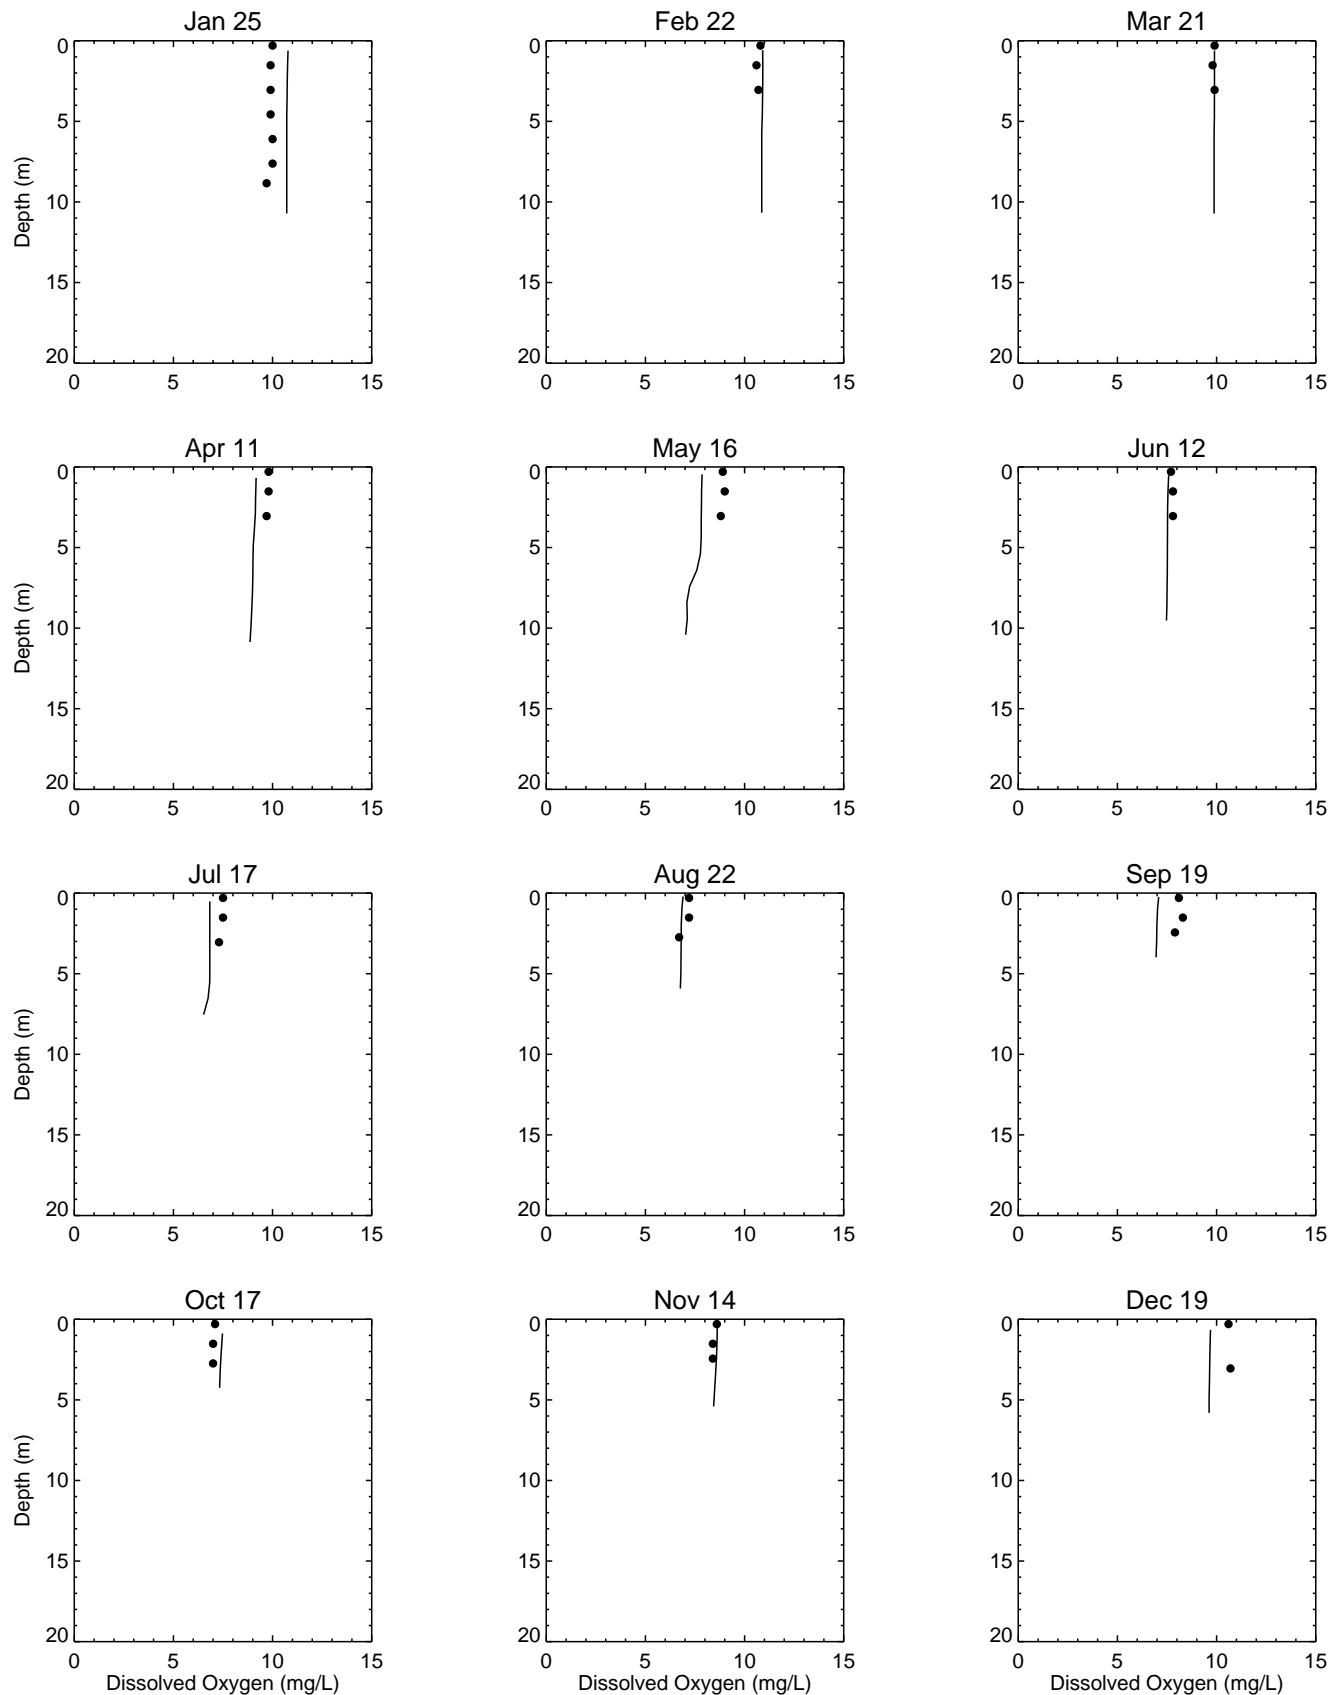 Jan 25 Feb 22 Mar 21
0 0 0
5 5 5
10 10 10
15 15 15
20 20 20
Depth (m)
0 5 10 15 0 5 10 15 0 5 10 15
Apr 11 May 16 Jun 12
0 0 0
5 5 5
10 10 10
15 15 15
20 20 20
Depth (m)
0 5 10 15 0 5 10 15 0 5 10 15
Jul 17 Aug 22 Sep 19
0 0 0
5 5 5
10 10 10
15 15 15
20 20 20
Depth (m)
0 5 10 15 0 5 10 15 0 5 10 15
Oct 17 Nov 14 Dec 19
0 0 0
5 5 5
10 10 10
15 15 15
20 20 20
Depth (m)
0 5 10 15 0 5 10 15 0 5 10 15
Dissolved Oxygen (mg/L) Dissolved Oxygen (mg/L) Dissolved Oxygen (mg/L)